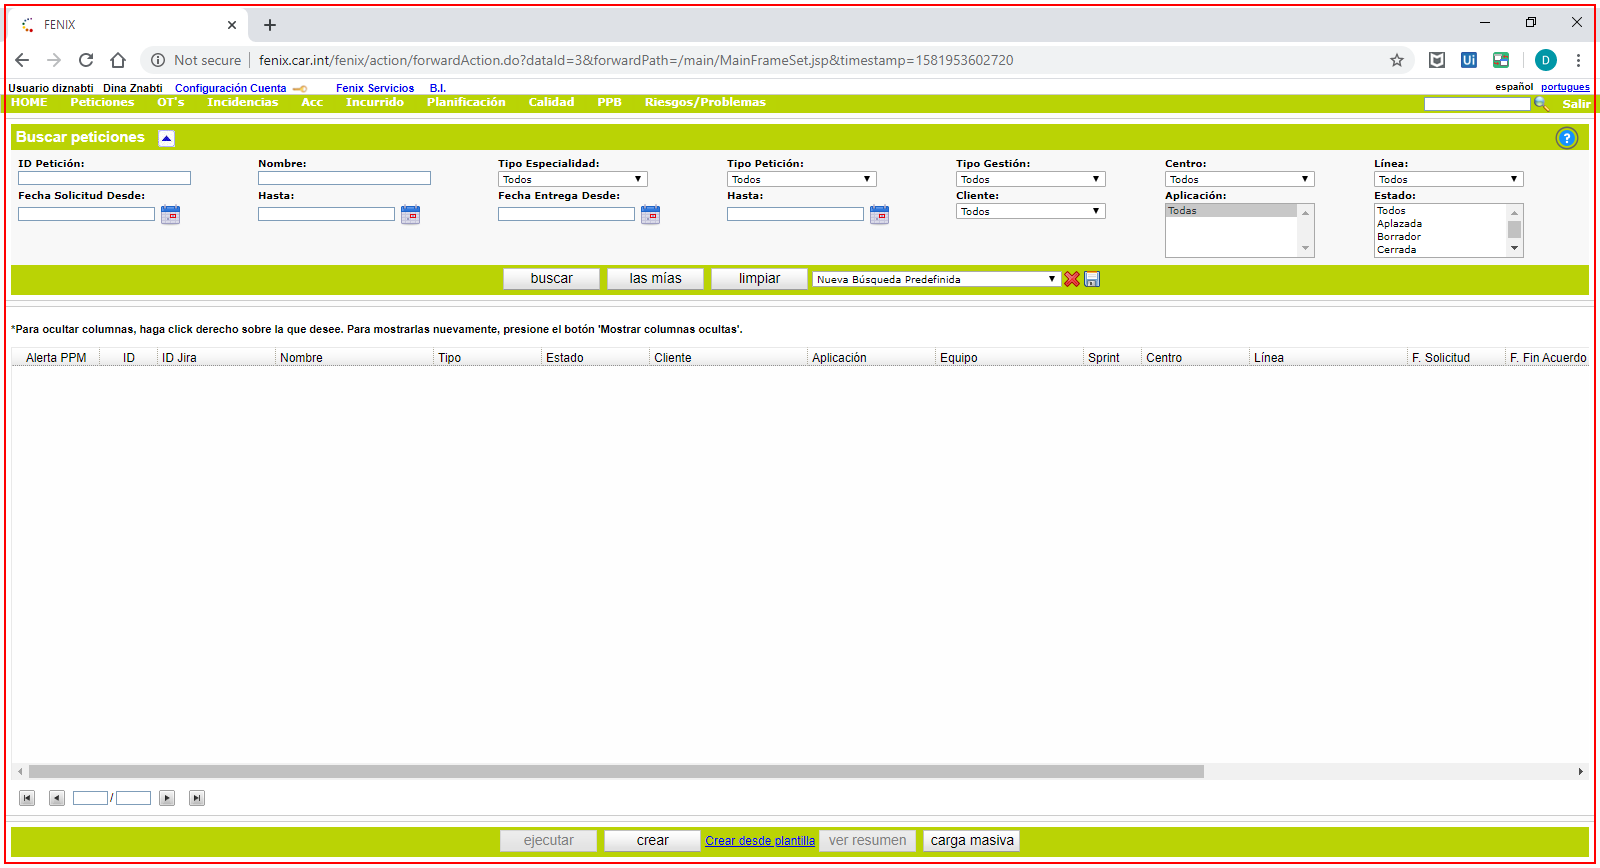 FENIX
Not secure fenix.car.int/fenix/action/forwardAction.do?dataId=3&forwardPath=/main/MainFrameSet.jsp&timestamp=1581953602720 Ui D
Usuario diznabti Dina Znabti Configuración Cuenta Fenix Servicios B.I. español portugues
HOME Peticiones OT's Incidencias Acc Incurrido Planificación Calidad PPB Riesgos/Problemas Salir
Buscar peticiones ?
ID Petición: Nombre: Tipo Especialidad: Tipo Petición: Tipo Gestión: Centro: Línea:
Todos Todos Todos Todos Todos
Fecha Solicitud Desde: Hasta: Fecha Entrega Desde: Hasta: Cliente: Aplicación: Estado:
Todos Todas Todos
Aplazada
Borrador
Cerrada
buscar las mías limpiar Nueva Búsqueda Predefinida
*Para ocultar columnas, haga click derecho sobre la que desee. Para mostrarlas nuevamente, presione el botón 'Mostrar columnas ocultas'.
Alerta PPM ID ID Jira Nombre Tipo Estado Cliente Aplicación Equipo Sprint Centro Línea F. Solicitud F. Fin Acuerdo
/
ejecutar crear Crear desde plantilla ver resumen carga masiva